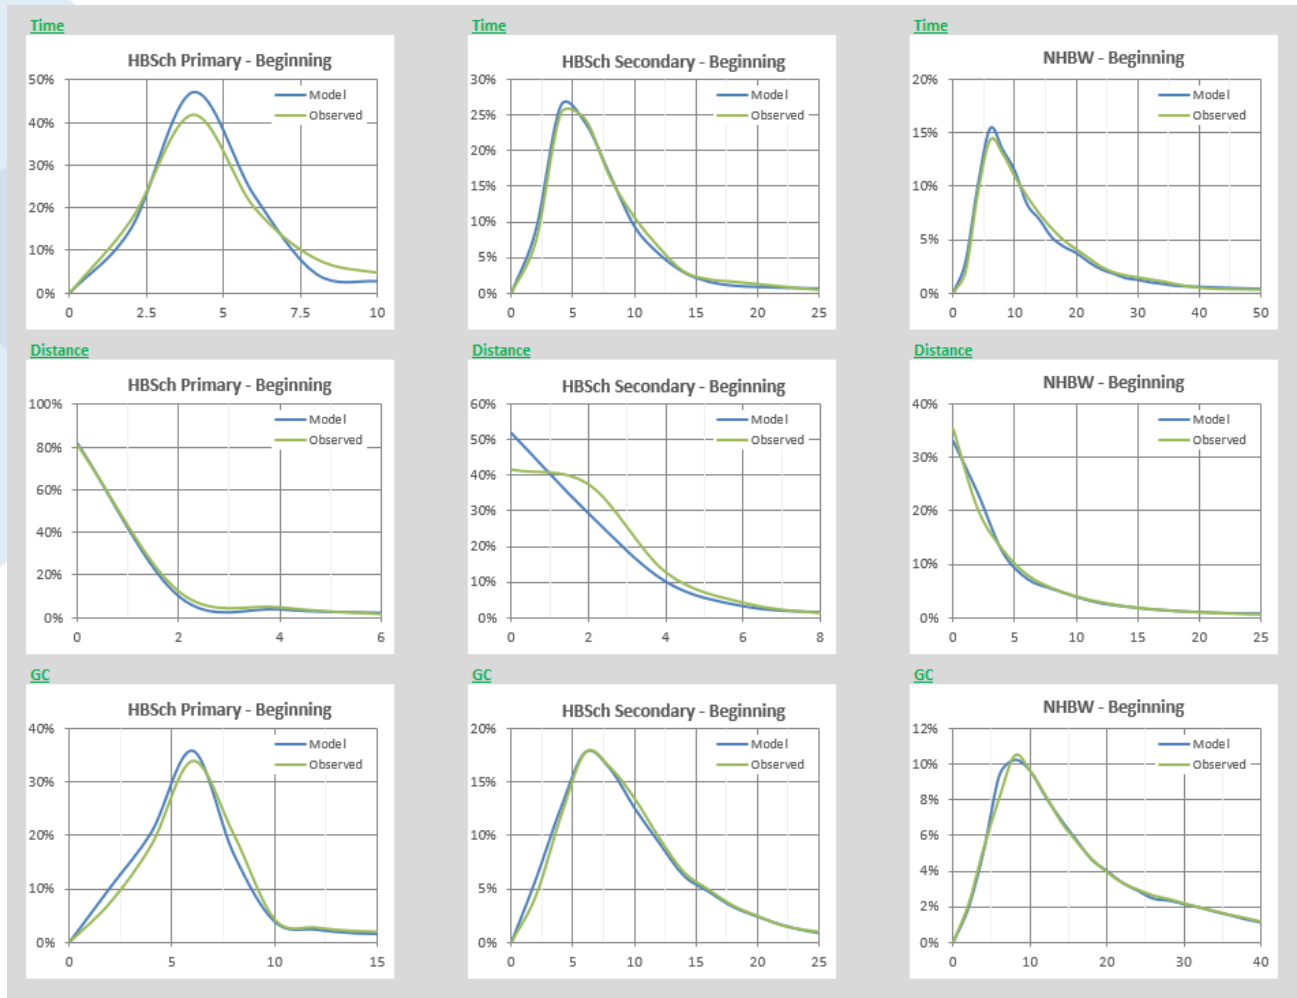 Time
HBSch Primary - Beginning
50%
40%
30%
20%
10%
0%
Model
Observed
0 2.5 5 7.5 10
Time
HBSch Secondary - Beginning
30%
25%
20%
15%
10%
5%
0%
Model
Observed
0 5 10 15 20 25
Time
NHBW - Beginning
20%
15%
10%
5%
0%
Model
Observed
0 10 20 30 40 50
Distance
HBSch Primary - Beginning
100%
80%
60%
40%
20%
0%
Model
Observed
0 2 4 6
Distance
HBSch Secondary - Beginning
60%
50%
40%
30%
20%
10%
0%
Model
Observed
0 2 4 6 8
Distance
NHBW - Beginning
40%
30%
20%
10%
0%
Model
Observed
0 5 10 15 20 25
GC
HBSch Primary - Beginning
40%
30%
20%
10%
0%
Model
Observed
0 5 10 15
GC
HBSch Secondary - Beginning
20%
15%
10%
5%
0%
Model
Observed
0 5 10 15 20 25
GC
NHBW - Beginning
12%
10%
8%
6%
4%
2%
0%
Model
Observed
0 10 20 30 40